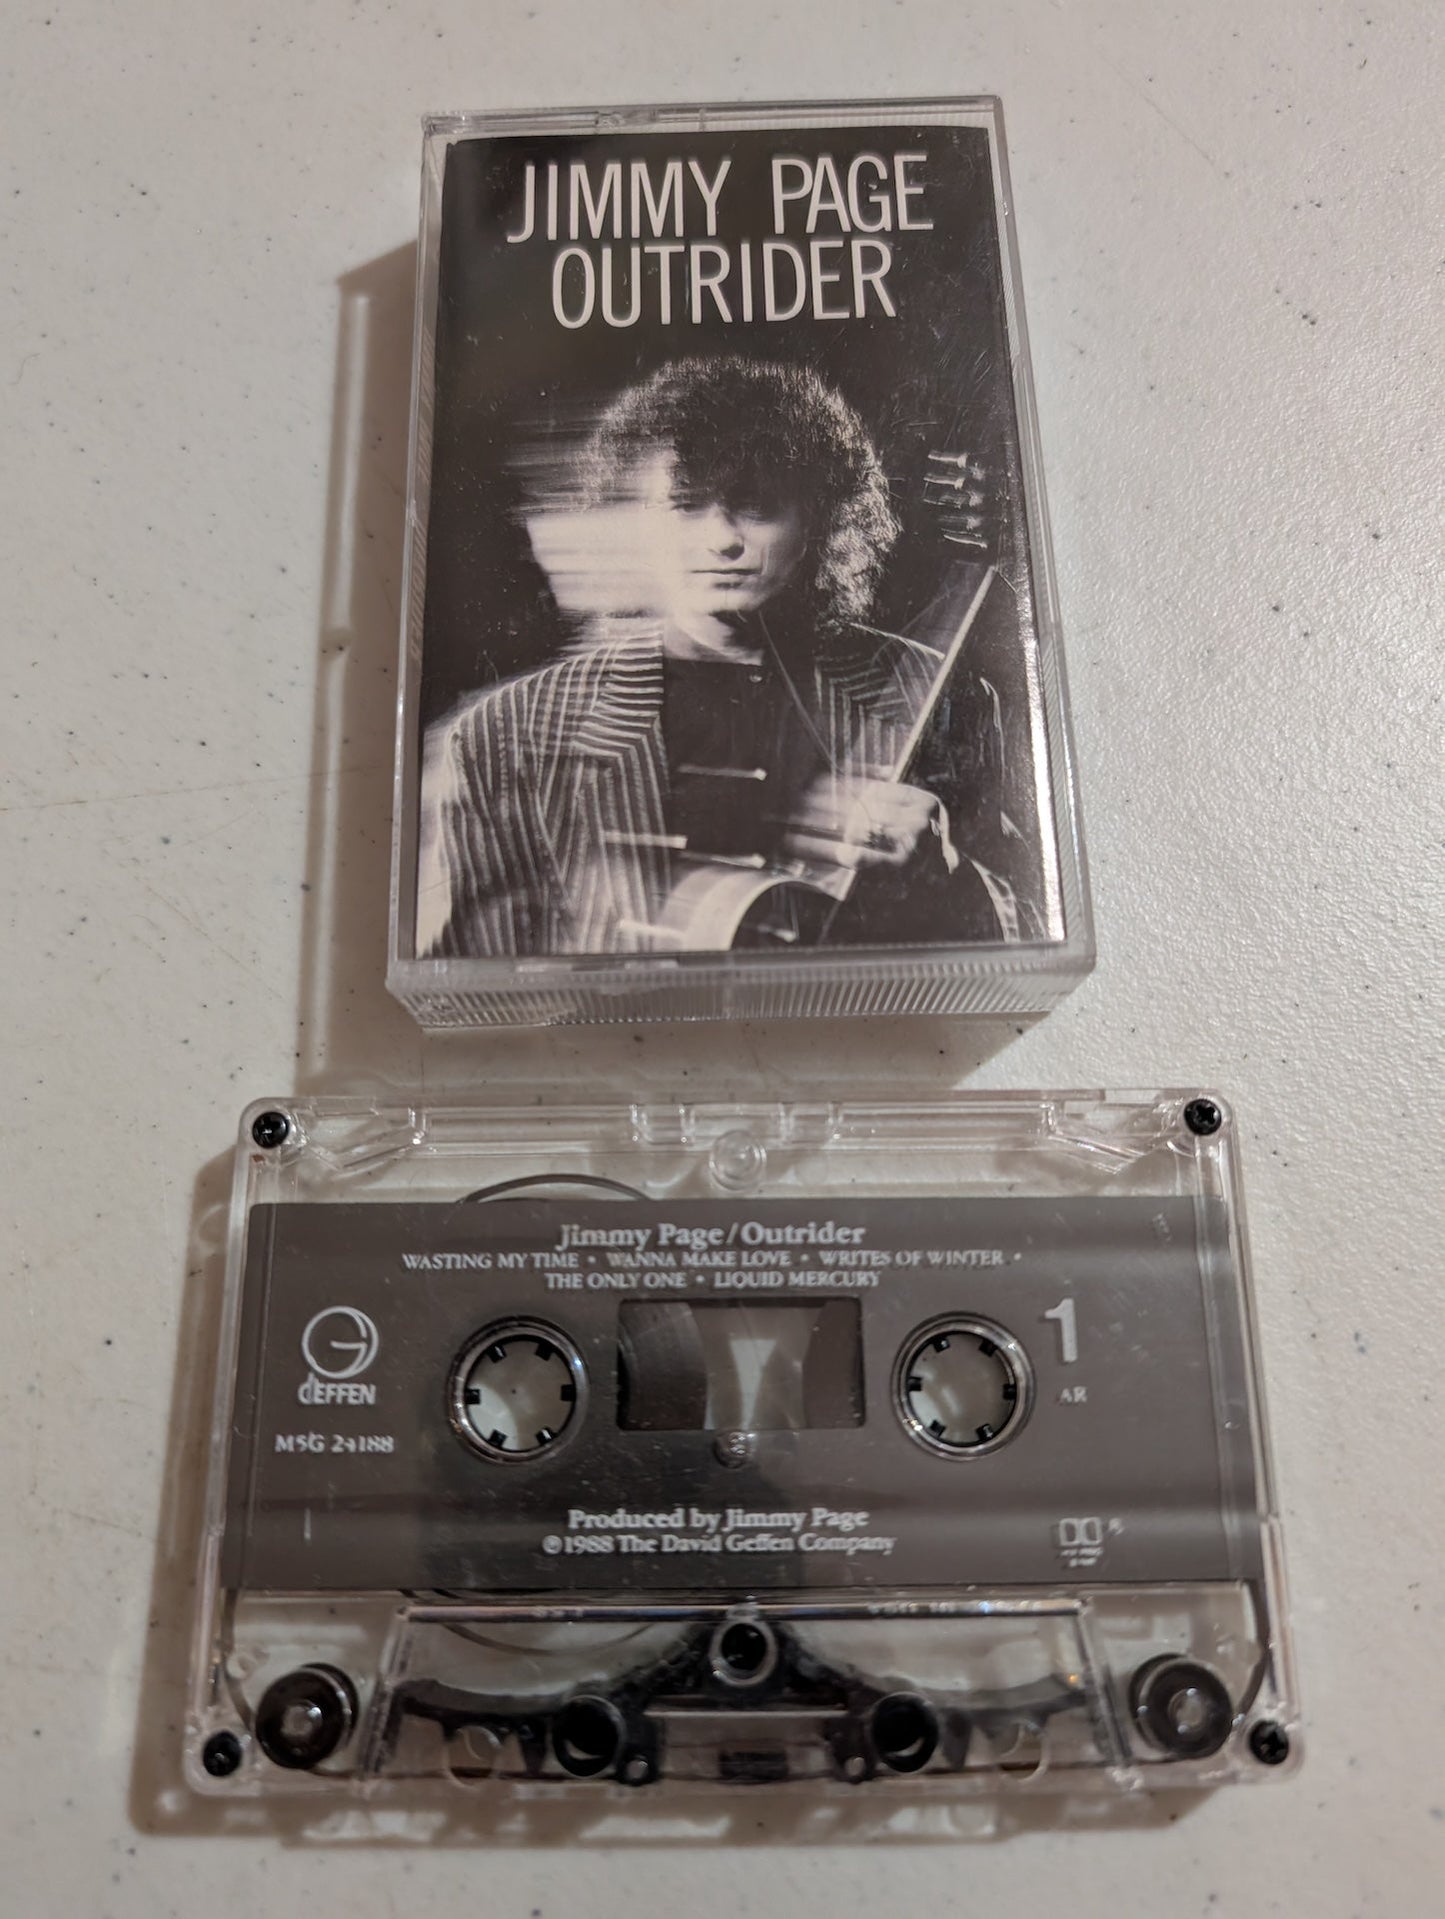 JIMMY PAGE
OUTRIDER
Jimmy Page/Outrider
WASTING MY TIME • WANNA MAKE LOVE • WRITES OF WINTER •
THE ONLY ONE • LIQUID MERCURY
GEFFEN
1
AR
M5G 24188
Produced by Jimmy Page
℗1988 The David Geffen Company